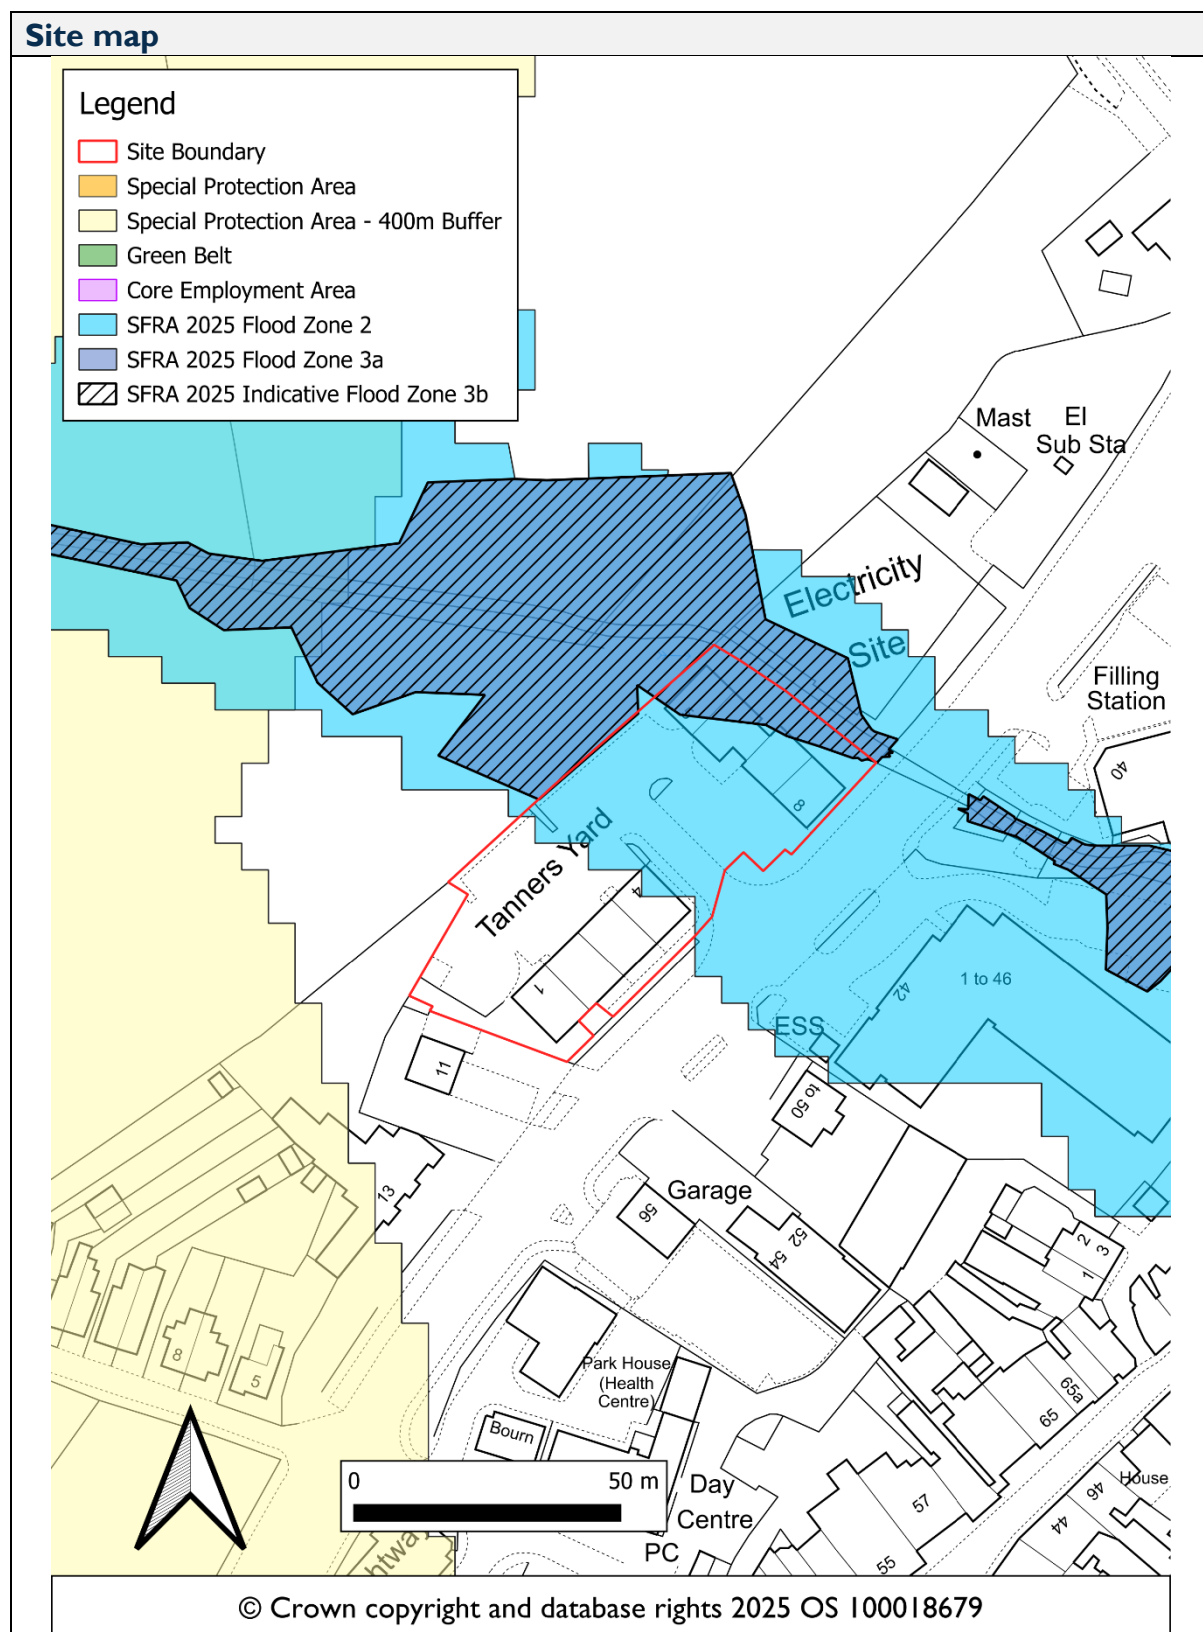 Site map
Legend
Site Boundary
Special Protection Area
Special Protection Area - 400m Buffer
Green Belt
Core Employment Area
SFRA 2025 Flood Zone 2
SFRA 2025 Flood Zone 3a
SFRA 2025 Indicative Flood Zone 3b
Mast
El
Sub Sta
Electricity
Site
Filling
Station
40
8
Tanners Yard
4
1
42
1 to 46
ESS
11
to 50
13
Garage
56
52
54
2
3
1
8
5
Park House
(Health
Centre)
65a
65
Bourn
0
50 m
Day
Centre
PC
57
55
House
46
44
htway
© Crown copyright and database rights 2025 OS 100018679